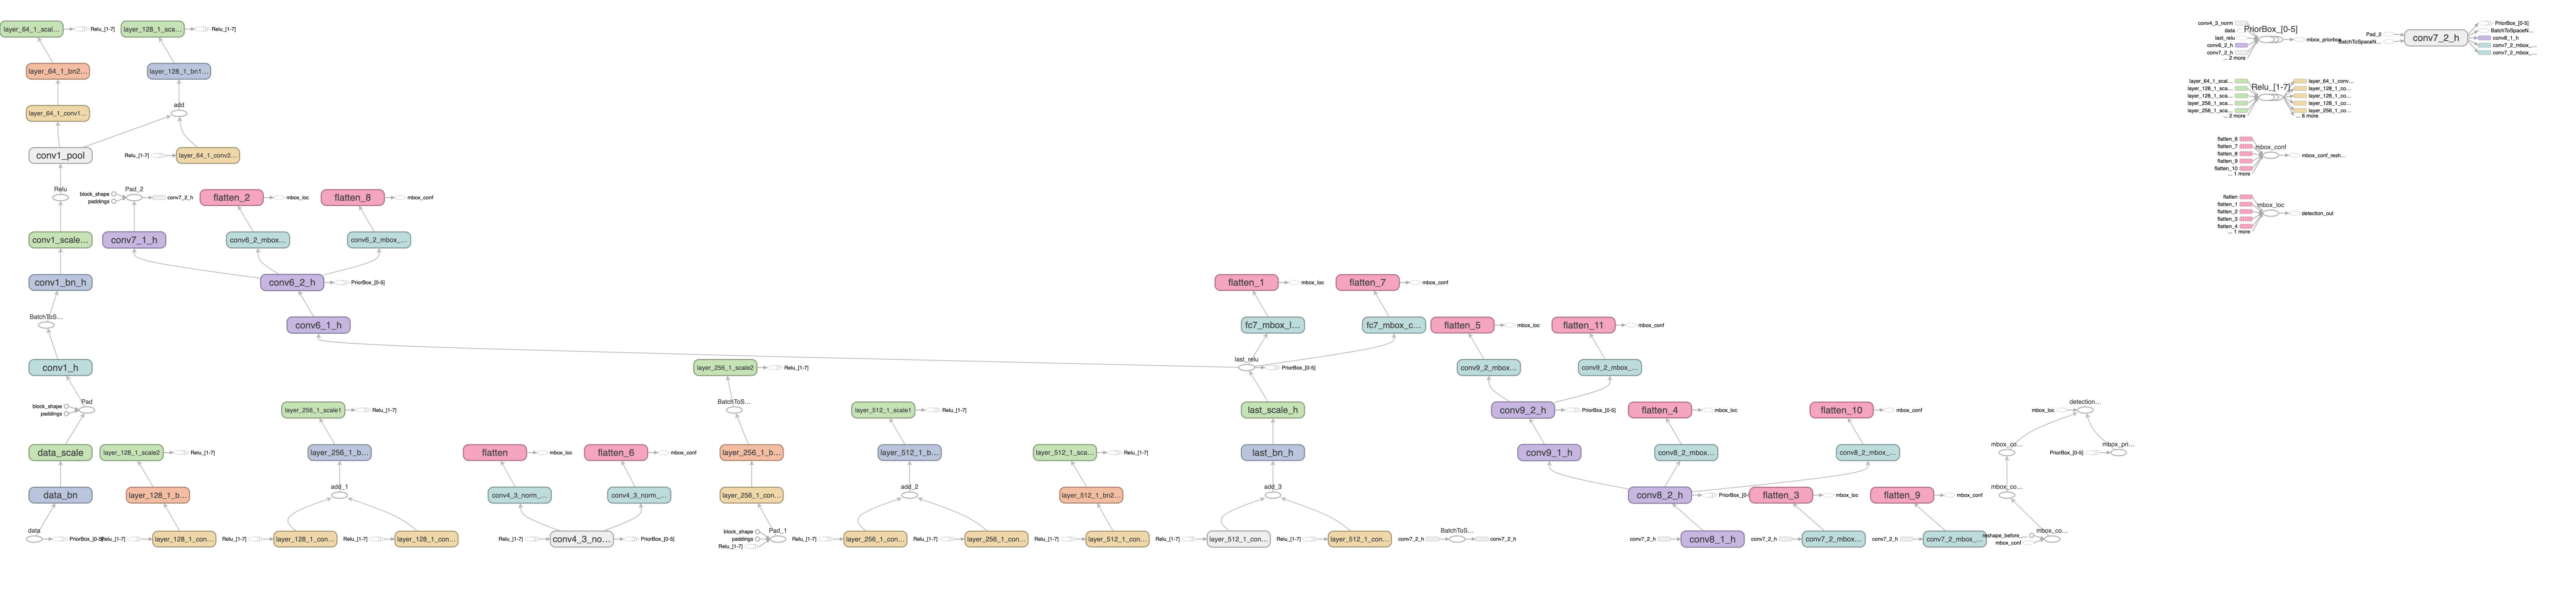 layer_64_1_scal...
Relu_[1-7]
layer_128_1_sca...
Relu_[1-7]
layer_64_1_bn2...
layer_128_1_bn1...
add
layer_64_1_conv1...
conv1_pool
Relu_[1-7]
layer_64_1_conv2...
Relu
block_shape
paddings
Pad_2
conv7_2_h
flatten_2
mbox_loc
flatten_8
mbox_conf
conv1_scale...
conv7_1_h
conv6_2_mbox...
conv6_2_mbox_...
conv1_bn_h
conv6_2_h
PriorBox_[0-5]
flatten_1
mbox_loc
flatten_7
mbox_conf
BatchToS...
conv6_1_h
fc7_mbox_l...
fc7_mbox_c...
flatten_5
mbox_loc
flatten_11
mbox_conf
conv1_h
layer_256_1_scale2
Relu_[1-7]
last_relu
PriorBox_[0-5]
conv9_2_mbox...
conv9_2_mbox_...
block_shape
paddings
Pad
layer_256_1_scale1
Relu_[1-7]
BatchToS...
layer_512_1_scale1
Relu_[1-7]
last_scale_h
conv9_2_h
PriorBox_[0-5]
flatten_4
mbox_loc
flatten_10
mbox_conf
mbox_loc
detection...
data_scale
layer_128_1_scale2
Relu_[1-7]
layer_256_1_b...
flatten
mbox_loc
flatten_6
mbox_conf
layer_256_1_b...
layer_512_1_b...
layer_512_1_sca...
Relu_[1-7]
last_bn_h
conv9_1_h
conv8_2_mbox...
conv8_2_mbox_...
mbox_co...
PriorBox_[0-5]
mbox_pri...
data_bn
layer_128_1_b...
add_1
conv4_3_norm_...
conv4_3_norm_...
layer_256_1_con...
add_2
layer_512_1_bn2...
add_3
conv8_2_h
PriorBox_[0-
flatten_3
mbox_loc
flatten_9
mbox_conf
mbox_co...
data
PriorBox_[0-5]
Relu_[1-7]
layer_128_1_con...
Relu_[1-7]
layer_128_1_con...
Relu_[1-7]
layer_128_1_con...
Relu_[1-7]
conv4_3_no...
PriorBox_[0-5]
block_shape
paddings
Relu_[1-7]
Pad_1
Relu_[1-7]
layer_256_1_con...
Relu_[1-7]
layer_256_1_con...
Relu_[1-7]
layer_512_1_con...
Relu_[1-7]
layer_512_1_con...
Relu_[1-7]
layer_512_1_con...
conv7_2_h
BatchToS...
conv7_2_h
conv7_2_h
conv8_1_h
conv7_2_h
conv7_2_mbox...
conv7_2_h
conv7_2_mbox_...
reshape_before_...
mbox_conf
mbox_co...
conv4_3_norm
data
last_relu
conv6_2_h
conv7_2_h
... 2 more
PriorBox_[0-5]
mbox_priorbox
Pad_2
BatchToSpaceN...
conv7_2_h
PriorBox_[0-5]
BatchToSpaceN...
conv8_1_h
conv7_2_mbox_...
conv7_2_mbox_...
layer_64_1_scal...
layer_128_1_sca...
layer_128_1_sca...
layer_256_1_sca...
layer_256_1_sca...
... 2 more
Relu_[1-7]
layer_64_1_conv...
layer_128_1_co...
layer_128_1_co...
layer_128_1_co...
layer_256_1_co...
... 6 more
flatten_6
flatten_7
flatten_8
flatten_9
flatten_10
... 1 more
mbox_conf
mbox_conf_resh...
flatten
flatten_1
flatten_2
flatten_3
flatten_4
... 1 more
mbox_loc
detection_out